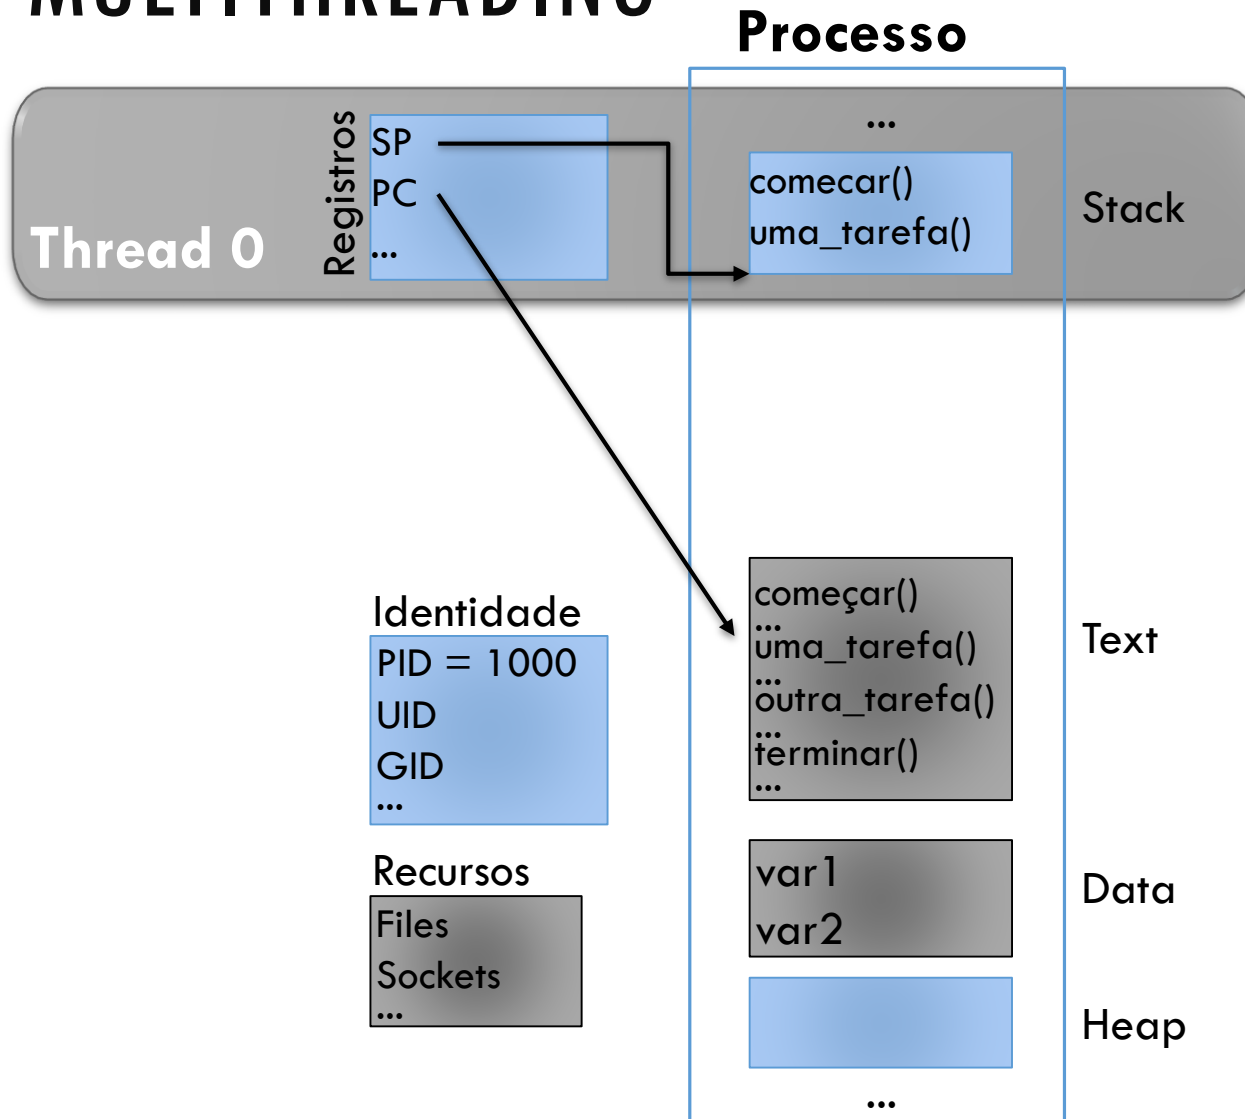 MULTITHREADING
Processo
Thread 0
Registros
SP
PC
...
...
comecar()
uma_tarefa()
Stack
começar()
...
uma_tarefa()
...
outra_tarefa()
...
terminar()
...
Text
Identidade
PID = 1000
UID
GID
...
var1
var2
Data
Recursos
Files
Sockets
...
Heap
...